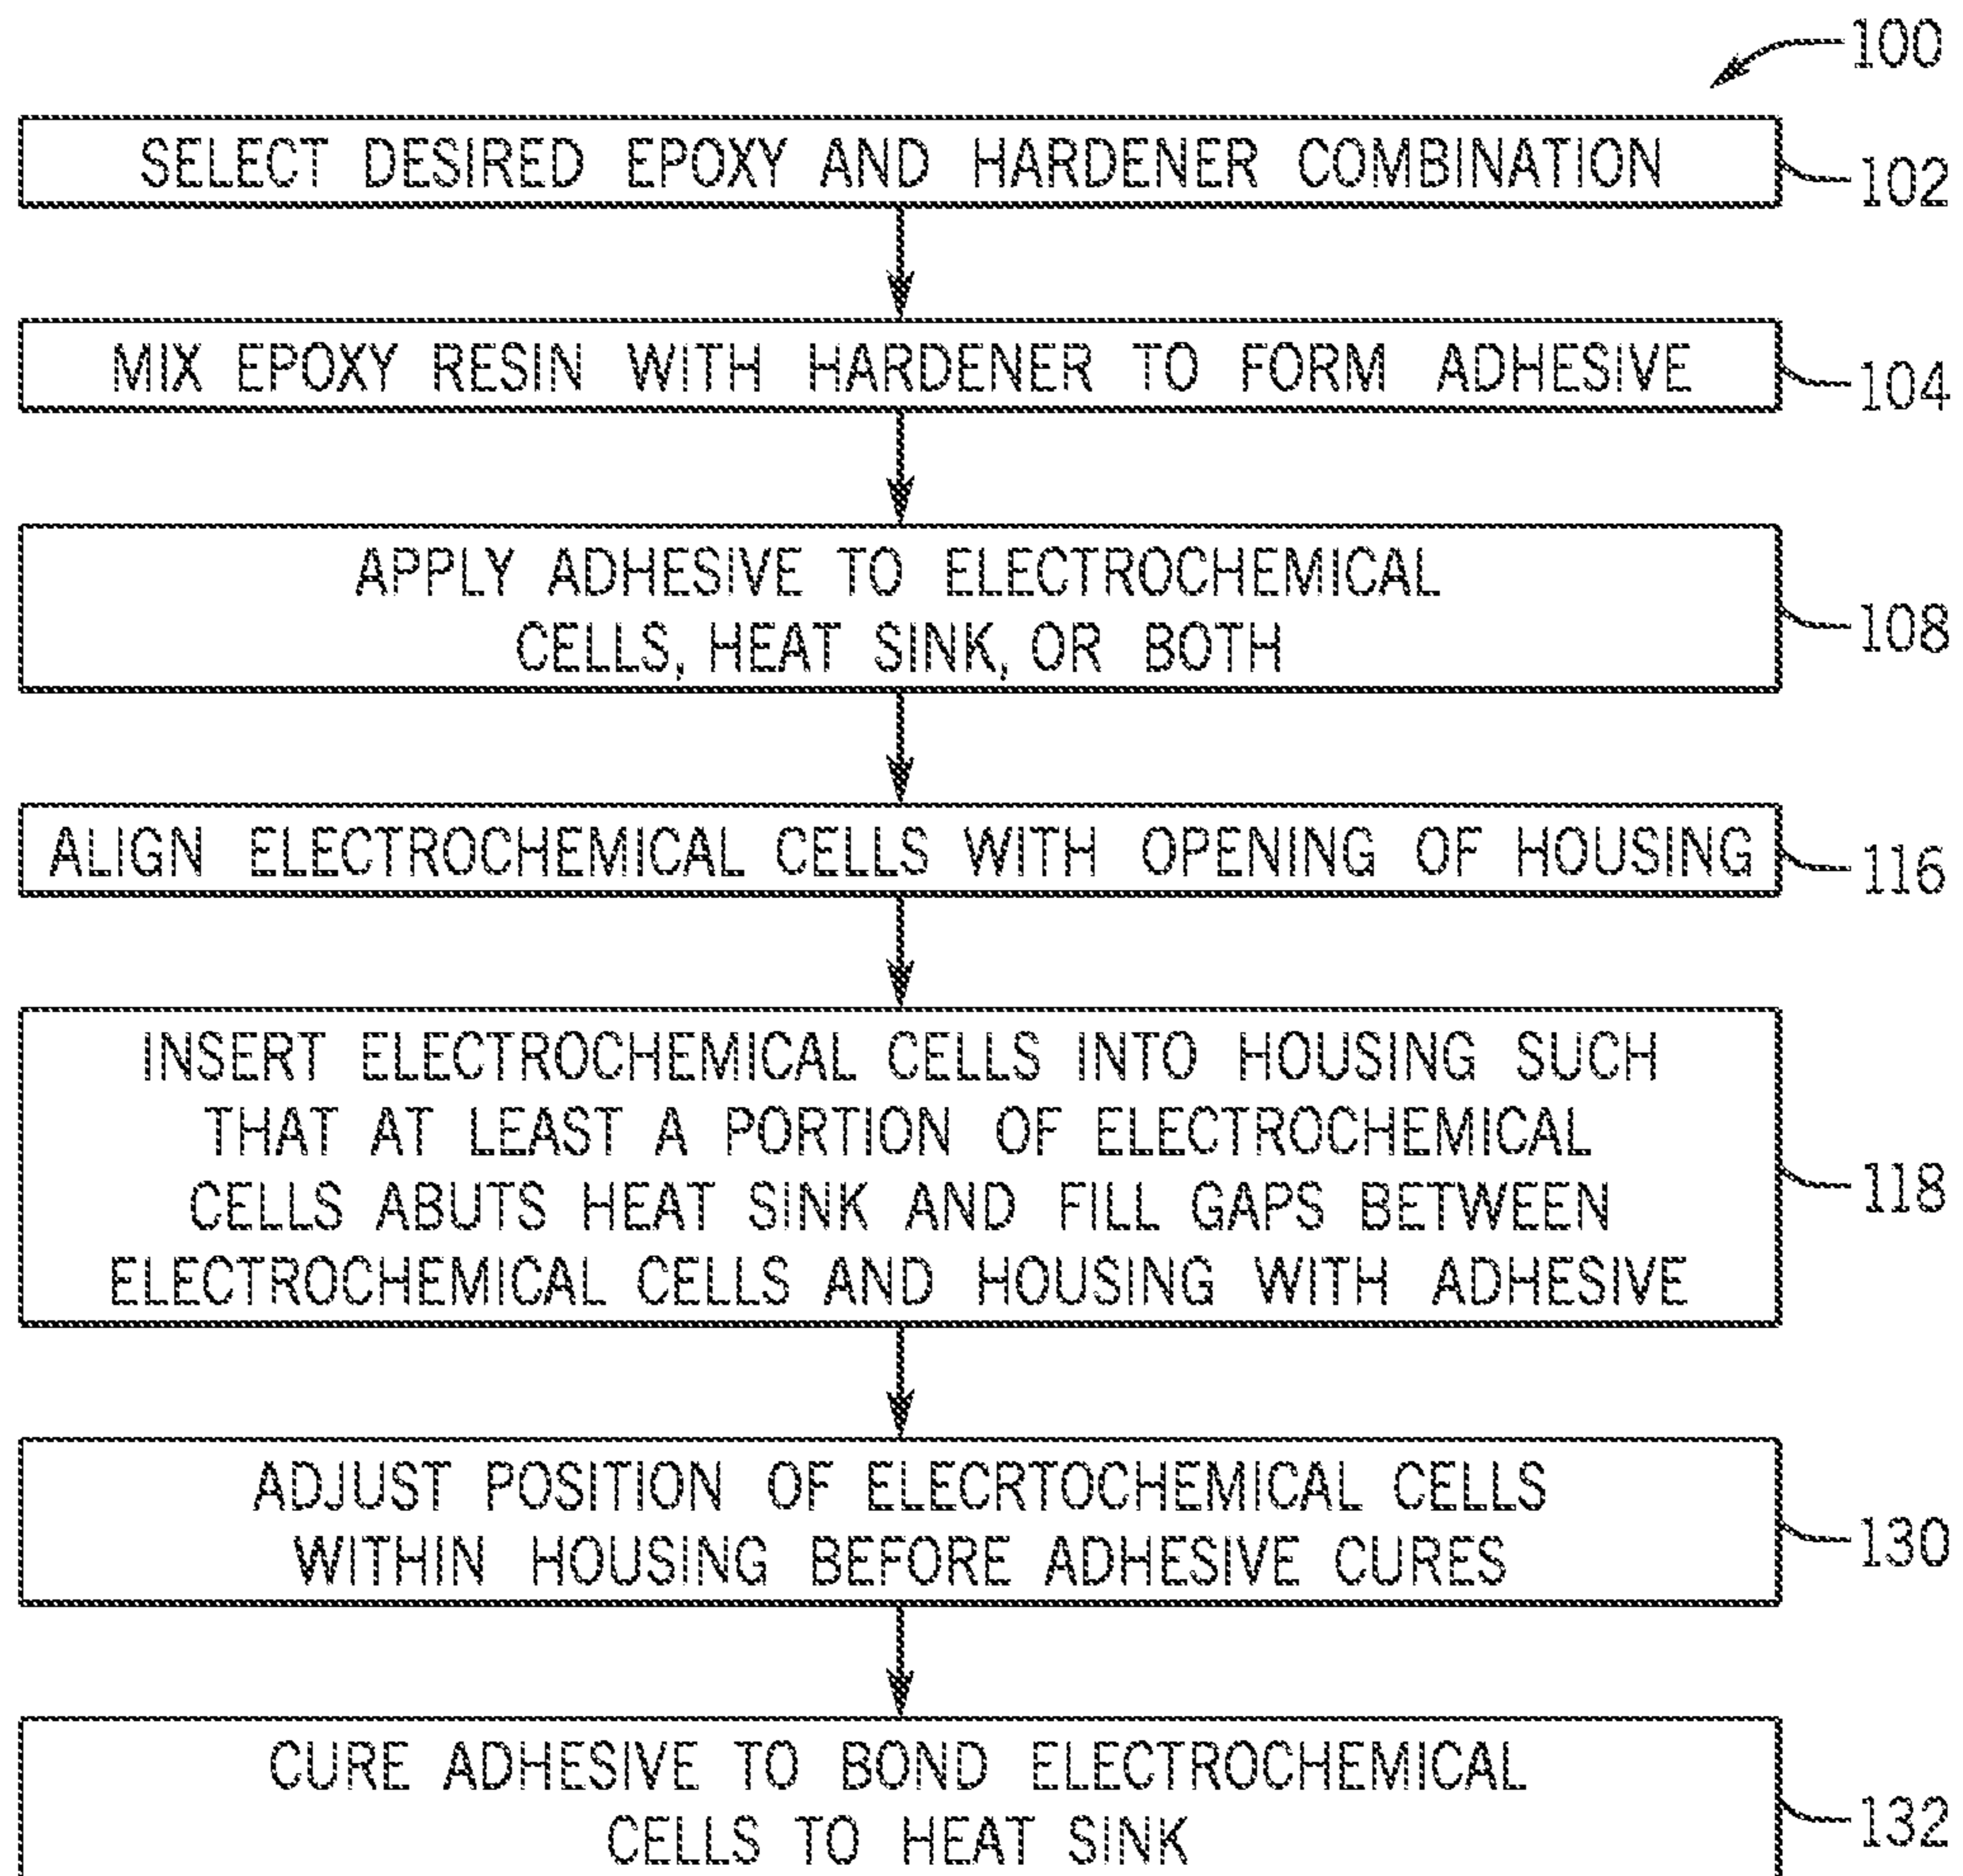 100
SELECT DESIRED EPOXY AND HARDENER COMBINATION
102
MIX EPOXY RESIN WITH HARDENER TO FORM ADHESIVE
104
APPLY ADHESIVE TO ELECTROCHEMICAL
CELLS, HEAT SINK, OR BOTH
108
ALIGN ELECTROCHEMICAL CELLS WITH OPENING OF HOUSING
116
INSERT ELECTROCHEMICAL CELLS INTO HOUSING SUCH
THAT AT LEAST A PORTION OF ELECTROCHEMICAL
CELLS ABUTS HEAT SINK AND FILL GAPS BETWEEN
ELECTROCHEMICAL CELLS AND HOUSING WITH ADHESIVE
118
ADJUST POSITION OF ELECRTOCHEMICAL CELLS
WITHIN HOUSING BEFORE ADHESIVE CURES
130
CURE ADHESIVE TO BOND ELECTROCHEMICAL
CELLS TO HEAT SINK
132